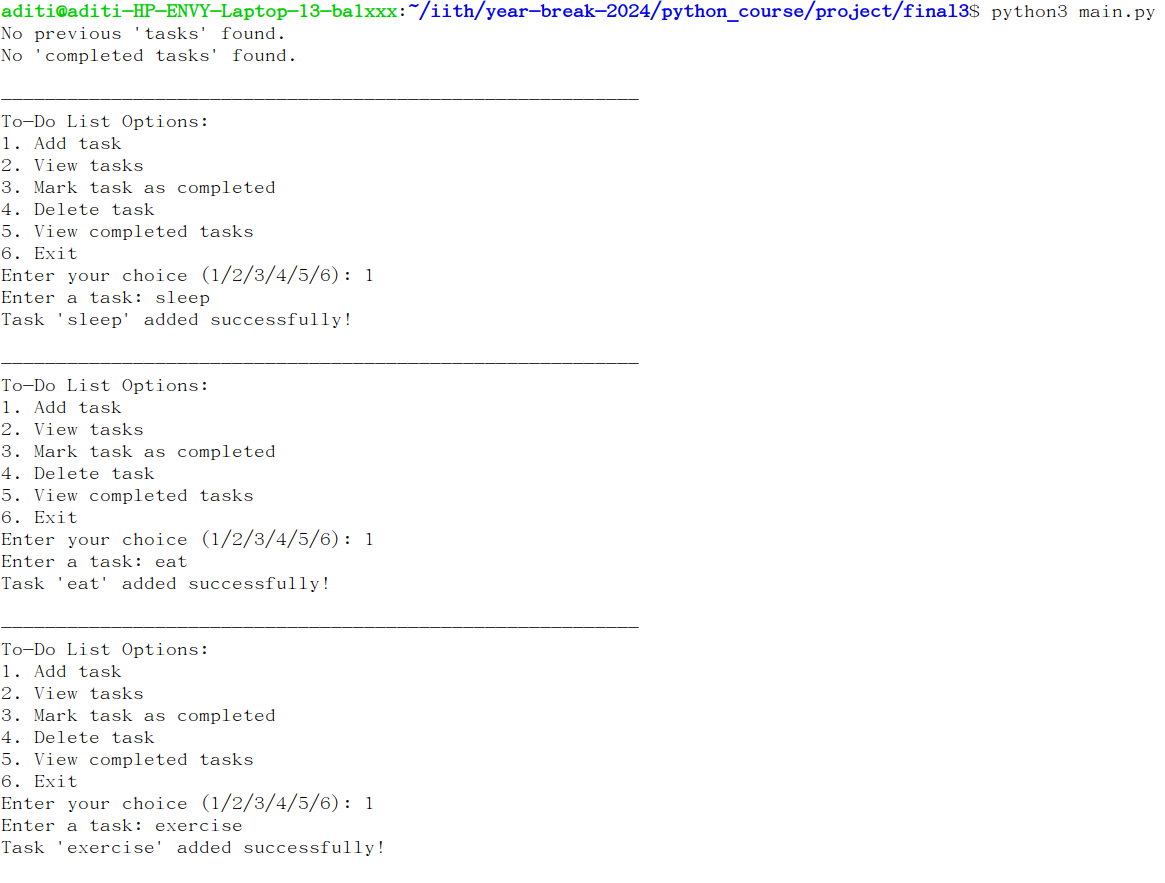 aditi@aditi-HP-ENVY-Laptop-13-ba1xxx:~/iith/year-break-2024/python_course/project/final3$ python3 main.py
No previous 'tasks' found.
No 'completed tasks' found.
__________________________________________________________
To-Do List Options:
1. Add task
2. View tasks
3. Mark task as completed
4. Delete task
5. View completed tasks
6. Exit
Enter your choice (1/2/3/4/5/6): 1
Enter a task: sleep
Task 'sleep' added successfully!
__________________________________________________________
To-Do List Options:
1. Add task
2. View tasks
3. Mark task as completed
4. Delete task
5. View completed tasks
6. Exit
Enter your choice (1/2/3/4/5/6): 1
Enter a task: eat
Task 'eat' added successfully!
__________________________________________________________
To-Do List Options:
1. Add task
2. View tasks
3. Mark task as completed
4. Delete task
5. View completed tasks
6. Exit
Enter your choice (1/2/3/4/5/6): 1
Enter a task: exercise
Task 'exercise' added successfully!